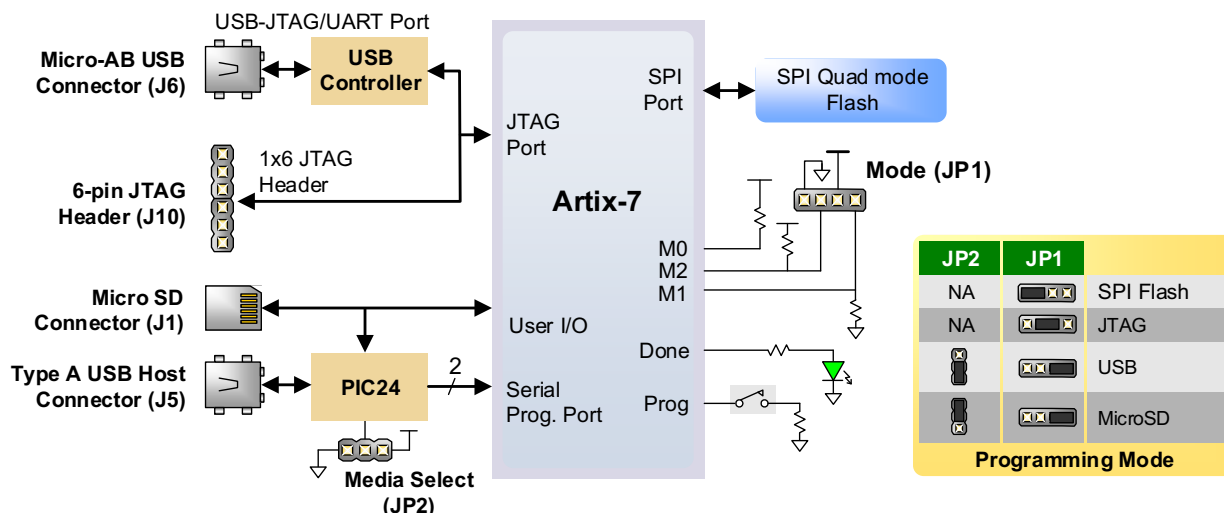 USB-JTAG/UART Port
Micro-AB USB
Connector (J6)
USB
Controller
1x6 JTAG
Header
6-pin JTAG
Header (J10)
Micro SD
Connector (J1)
Type A USB Host
Connector (J5)
PIC24
2
Media Select
(JP2)
JTAG
Port
SPI
Port
Artix-7
M0
M2
M1
User I/O
Done
Serial
Prog. Port
Prog
SPI Quad mode
Flash
Mode (JP1)
JP2 JP1
NA SPI Flash
NA JTAG
USB
MicroSD
Programming Mode